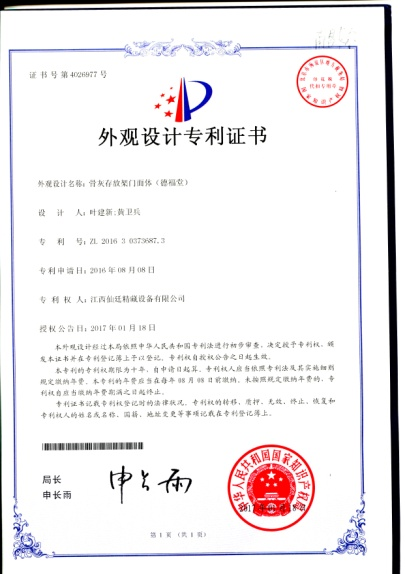 证书号第4026977号
外观设计专利证书
外观设计名称：骨灰存放架门面体（德福堂）
设 计 人：叶建新;黄卫兵
专 利 号：ZL 2016 3 0373687.3
专利申请日：2016年08月08日
专 利 权 人：江西仙廷精藏设备有限公司
授权公告日：2017年01月18日
本外观设计经过本局依照中华人民共和国专利法进行初步审查，决定授予专利权，颁
发本证书并在专利登记簿上予以登记。专利权自授权公告之日起生效。
本专利的专利权期限为十年，自申请日起算。专利权人应当依照专利法及其实施细则
规定缴纳年费。本专利的年费应当在每年08月08日前缴纳。未按照规定缴纳年费的，专利
权自应当缴纳年费期满之日起终止。
专利证书记载专利权登记时的法律状况。专利权的转移、质押、无效、终止、恢复和
专利权人的姓名或名称、国籍、地址变更等事项记载在专利登记簿上。
局长
申长雨
申长雨
中华人民共和国国家知识产权局
2017年01月18日
第1页（共1页）